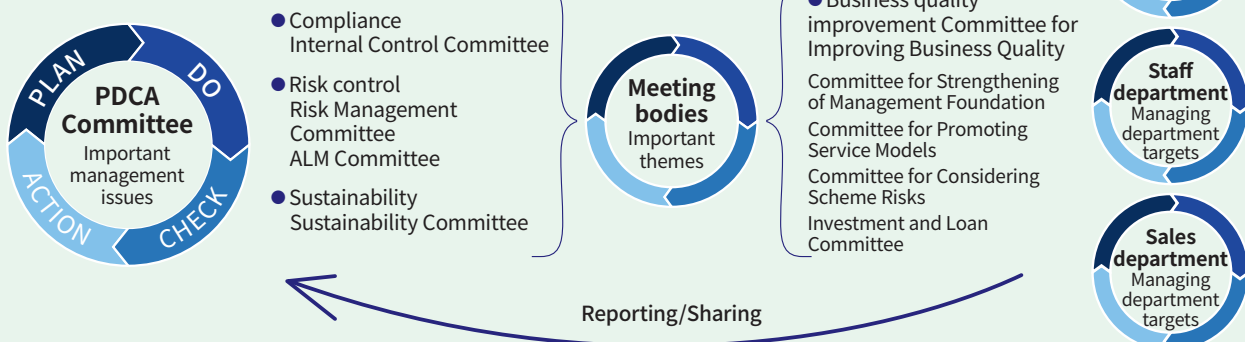 PLAN
DO
CHECK
ACTION
PDCA
Committee
Important
management
issues
● Compliance
Internal Control Committee
● Risk control
Risk Management
Committee
ALM Committee
● Sustainability
Sustainability Committee
Meeting
bodies
Important
themes
● Business quality
improvement Committee for
Improving Business Quality
Committee for Strengthening
of Management Foundation
Committee for Promoting
Service Models
Committee for Considering
Scheme Risks
Investment and Loan
Committee
Staff
department
Managing
department
targets
Sales
department
Managing
department
targets
Reporting/Sharing